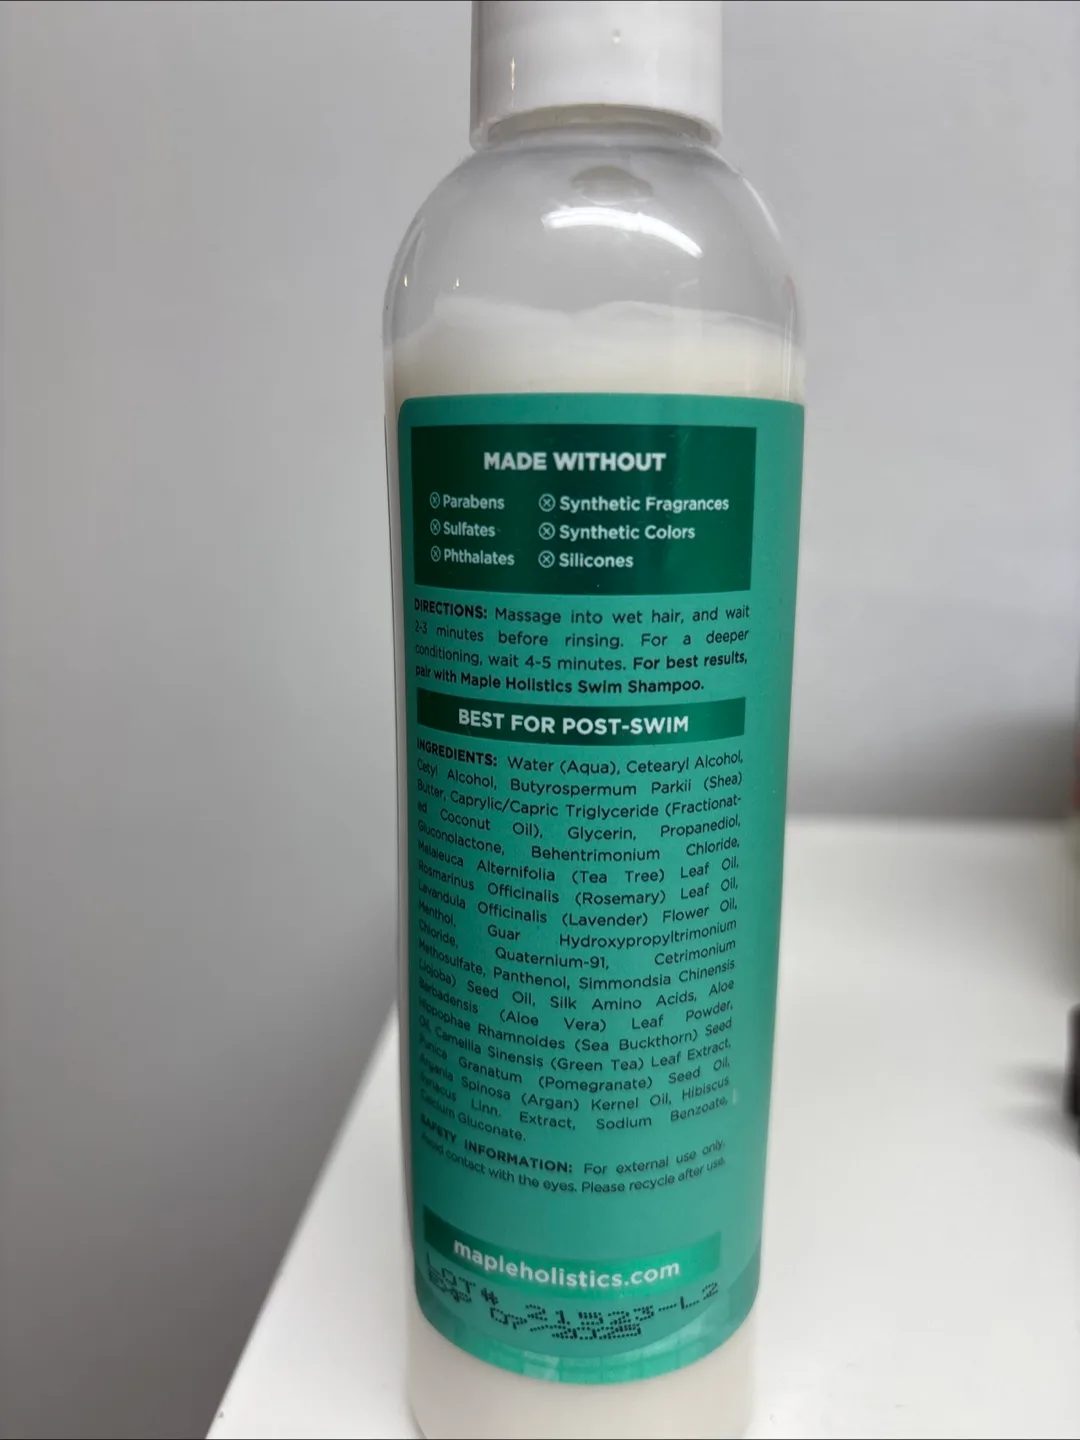 MADE WITHOUT
Parabens
Sulfates
Phthalates
Synthetic Fragrances
Synthetic Colors
Silicones
DIRECTIONS: Massage into wet hair, and wait
2-3 minutes before rinsing. For a deeper
conditioning, wait 4-5 minutes. For best results,
pair with Maple Holistics Swim Shampoo.
BEST FOR POST-SWIM
INGREDIENTS: Water (Aqua), Cetearyl Alcohol,
Cetyl Alcohol, Butyrospermum Parkii (Shea)
Butter, Caprylic/Capric Triglyceride (Fractionat-
ed Coconut Oil), Glycerin, Propanediol,
Gluconolactone, Behentrimonium Chloride,
Melaleuca Alternifolia (Tea Tree) Leaf Oil,
Rosmarinus Officinalis (Rosemary) Leaf Oil,
Lavandula Officinalis (Lavender) Flower Oil,
Menthol, Guar Hydroxypropyltrimonium
Chloride, Quaternium-91, Cetrimonium
Methosulfate, Panthenol, Simmondsia Chinensis
(Jojoba) Seed Oil, Silk Amino Acids, Aloe
Barbadensis (Aloe Vera) Leaf Powder,
Hippophae Rhamnoides (Sea Buckthorn) Seed
Oil, Camellia Sinensis (Green Tea) Leaf Extract,
Punica Granatum (Pomegranate) Seed Oil,
Argania Spinosa (Argan) Kernel Oil, Hibiscus
Syriacus Linn. Extract, Sodium Benzoate,
Calcium Gluconate.
SAFETY INFORMATION: For external use only.
Avoid contact with the eyes. Please recycle after use.
mapleholistics.com
LOT# 21523-L2
EXP 07/2025